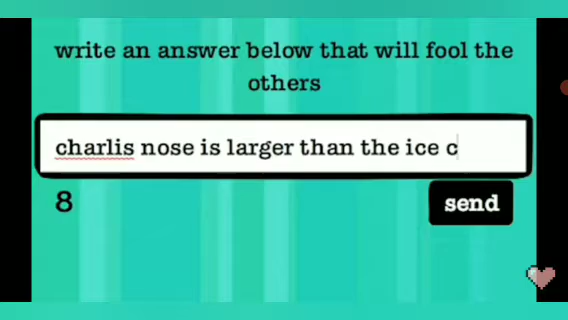 write an answer below that will fool the
others
charlis nose is larger than the ice c
8
send